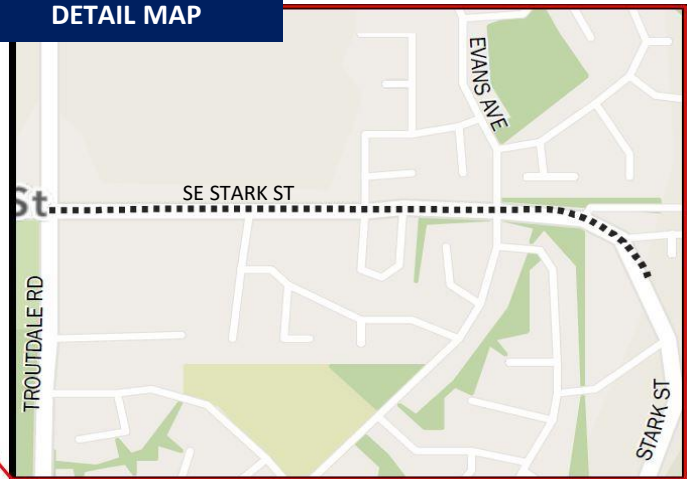 DETAIL MAP
EVANS AVE
SE STARK ST
St
TROUTDALE RD
STARK ST